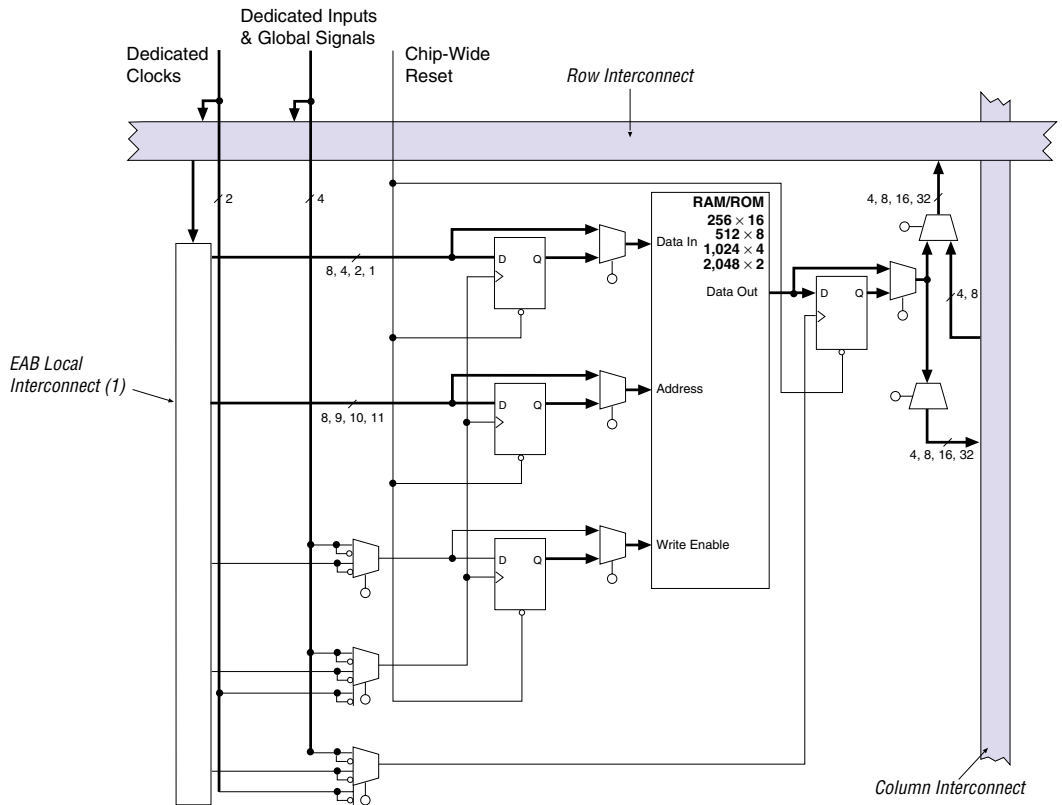 Dedicated Inputs
& Global Signals
Dedicated
Clocks
Chip-Wide
Reset
Row Interconnect
2
4
4, 8, 16, 32
RAM/ROM
256 × 16
512 × 8
1,024 × 4
2,048 × 2
Data In
D
Q
8, 4, 2, 1
Data Out
D
Q
4, 8
EAB Local
Interconnect (1)
Address
D
Q
8, 9, 10, 11
4, 8, 16, 32
Write Enable
D
Q
Column Interconnect